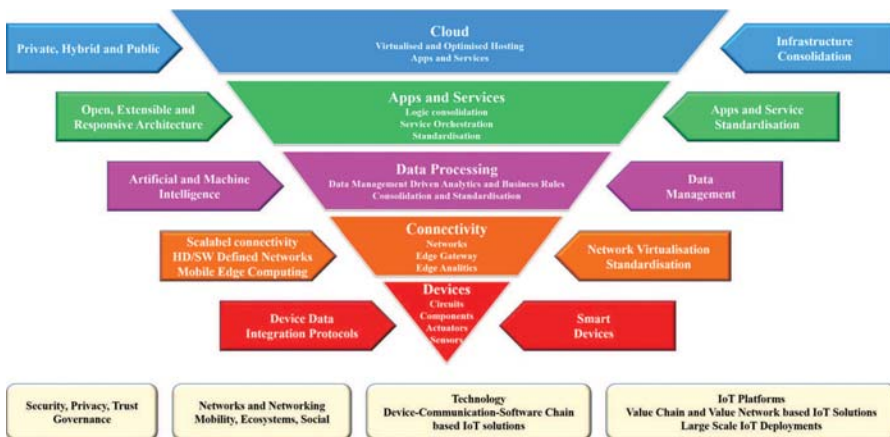 Cloud
Virtualised and Optimised Hosting
Apps and Services
Private, Hybrid and Public
Infrastructure
Consolidation
Apps and Services
Logic consolidation
Service Orchestration
Standardisation
Open, Extensible and
Responsive Architecture
Apps and Service
Standardisation
Data Processing
Data Management Driven Analytics and Business Rules
Consolidation and Standardisation
Artificial and Machine
Intelligence
Data
Management
Connectivity
Networks
Edge Gateway
Edge Analitics
Scalabel connectivity
HD/SW Defined Networks
Mobile Edge Computing
Network Virtualisation
Standardisation
Devices
Circuits
Components
Actuators
Sensors
Device Data
Integration Protocols
Smart
Devices
Security, Privacy, Trust
Governance
Networks and Networking
Mobility, Ecosystems, Social
Technology
Device-Communication-Software Chain
based IoT solutions
IoT Platforms
Value Chain and Value Network based IoT Solutions
Large Scale IoT Deployments